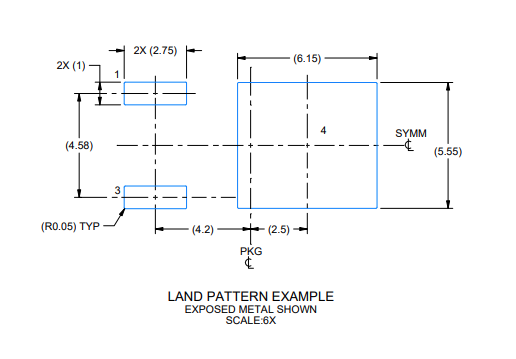 2X (2.75)
(6.15)
2X (1)
1
4
SYMM
℄
(4.58)
(5.55)
3
(R0.05) TYP
(4.2)
(2.5)
PKG
℄
LAND PATTERN EXAMPLE
EXPOSED METAL SHOWN
SCALE:6X